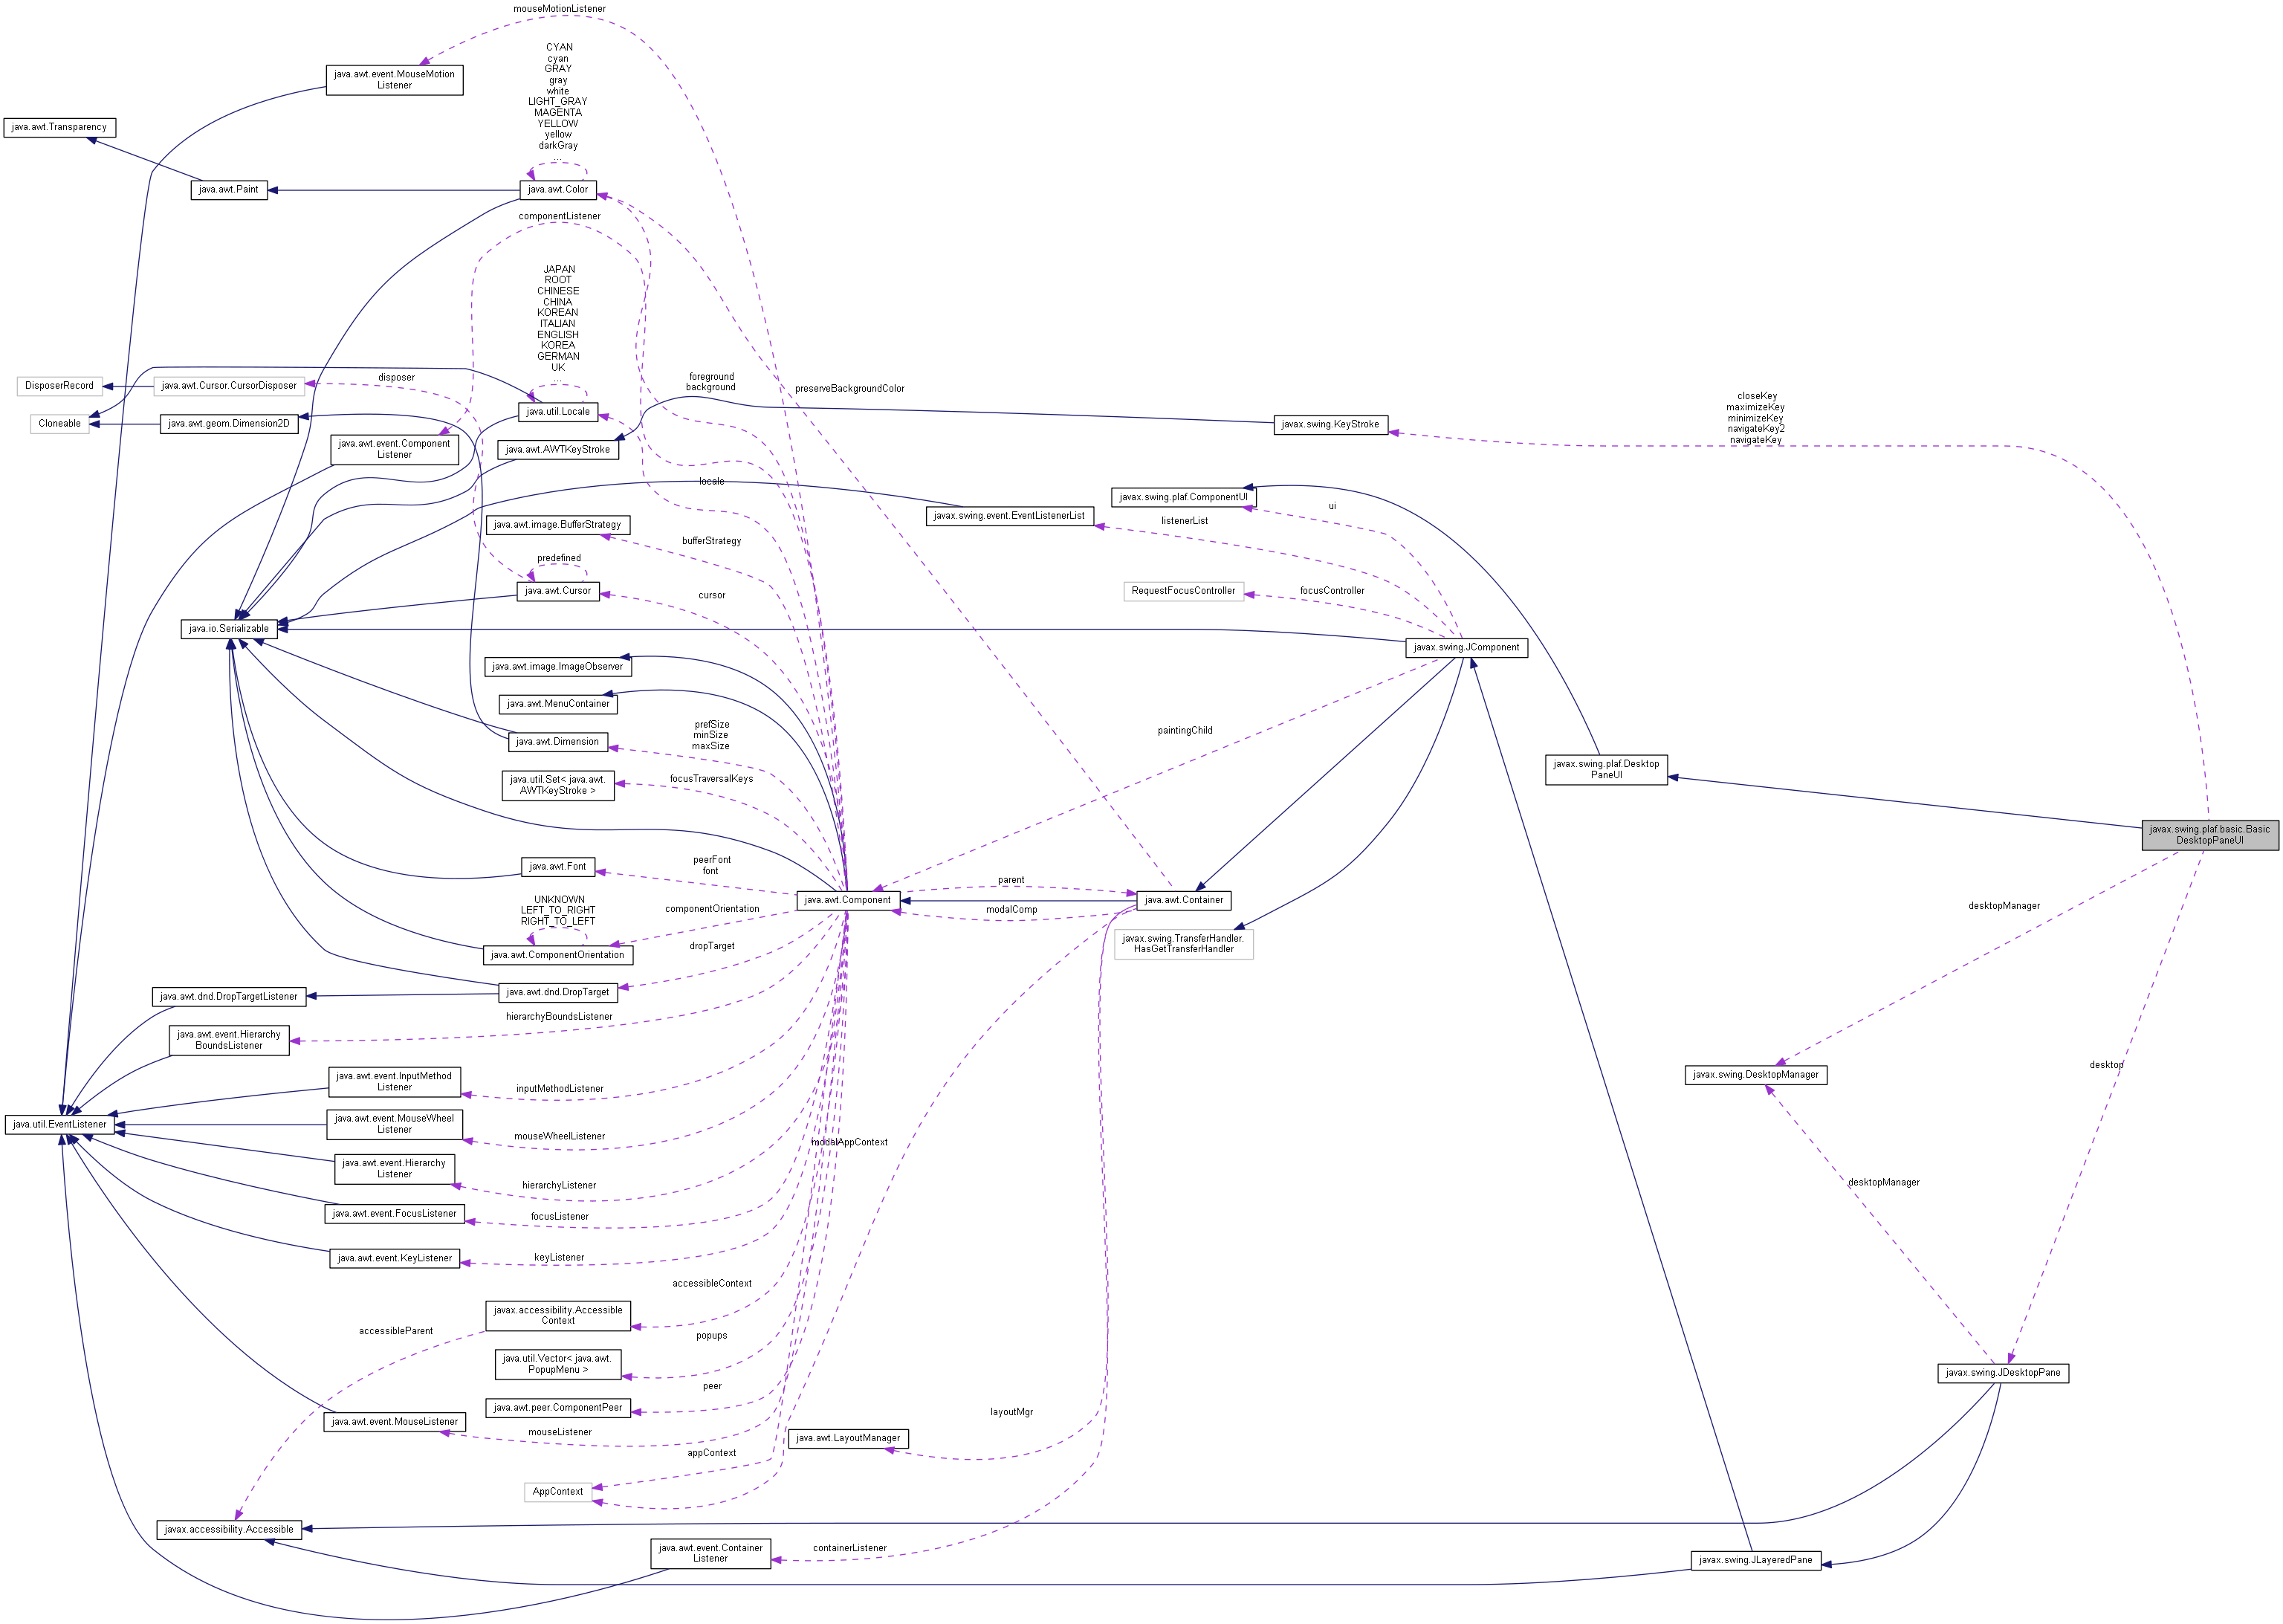 mouseMotionListener
CYAN
cyan
GRAY
gray
white
LIGHT_GRAY
MAGENTA
YELLOW
yellow
darkGray
...
java.awt.event.MouseMotion
Listener
java.awt.Transparency
java.awt.Paint
java.awt.Color
componentListener
JAPAN
ROOT
CHINESE
CHINA
KOREAN
ITALIAN
ENGLISH
KOREA
GERMAN
UK
...
DisposerRecord
java.awt.Cursor.CursorDisposer
disposer
foreground
background
preserveBackgroundColor
closeKey
maximizeKey
minimizeKey
navigateKey2
navigateKey
Cloneable
java.awt.geom.Dimension2D
java.util.Locale
javax.swing.KeyStroke
java.awt.event.Component
Listener
java.awt.AWTKeyStroke
locale
javax.swing.plaf.ComponentUI
java.awt.image.BufferStrategy
javax.swing.event.EventListenerList
listenerList
ui
bufferStrategy
predefined
java.awt.Cursor
cursor
RequestFocusController
focusController
java.io.Serializable
javax.swing.JComponent
java.awt.image.ImageObserver
java.awt.MenuContainer
prefSize
minSize
maxSize
paintingChild
java.awt.Dimension
java.util.Set< java.awt.
AWTKeyStroke >
focusTraversalKeys
javax.swing.plaf.Desktop
PaneUI
javax.swing.plaf.basic.Basic
DesktopPaneUI
java.awt.Font
peerFont
font
java.awt.Component
parent
modalComp
java.awt.Container
UNKNOWN
LEFT_TO_RIGHT
RIGHT_TO_LEFT
componentOrientation
desktopManager
java.awt.ComponentOrientation
dropTarget
javax.swing.TransferHandler.
HasGetTransferHandler
java.awt.dnd.DropTargetListener
java.awt.dnd.DropTarget
hierarchyBoundsListener
java.awt.event.Hierarchy
BoundsListener
java.awt.event.InputMethod
Listener
inputMethodListener
javax.swing.DesktopManager
desktop
java.util.EventListener
java.awt.event.MouseWheel
Listener
mouseWheelListener
modalAppContext
java.awt.event.Hierarchy
Listener
hierarchyListener
desktopManager
java.awt.event.FocusListener
focusListener
java.awt.event.KeyListener
keyListener
accessibleContext
javax.accessibility.Accessible
Context
accessibleParent
popups
java.util.Vector< java.awt.
PopupMenu >
javax.swing.JDesktopPane
peer
java.awt.peer.ComponentPeer
java.awt.event.MouseListener
mouseListener
layoutMgr
java.awt.LayoutManager
appContext
AppContext
javax.accessibility.Accessible
java.awt.event.Container
Listener
containerListener
javax.swing.JLayeredPane